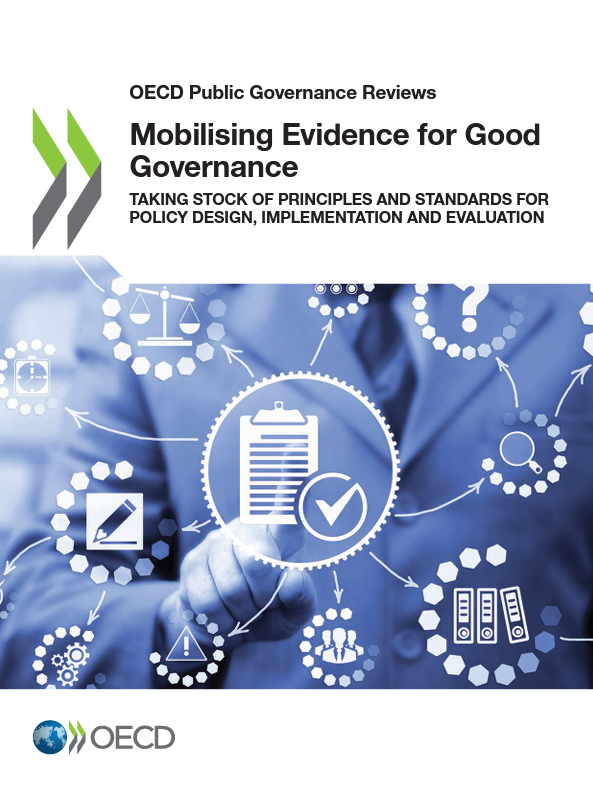 OECD Public Governance Reviews
Mobilising Evidence for Good
Governance
TAKING STOCK OF PRINCIPLES AND STANDARDS FOR
POLICY DESIGN, IMPLEMENTATION AND EVALUATION
?
!
OECD